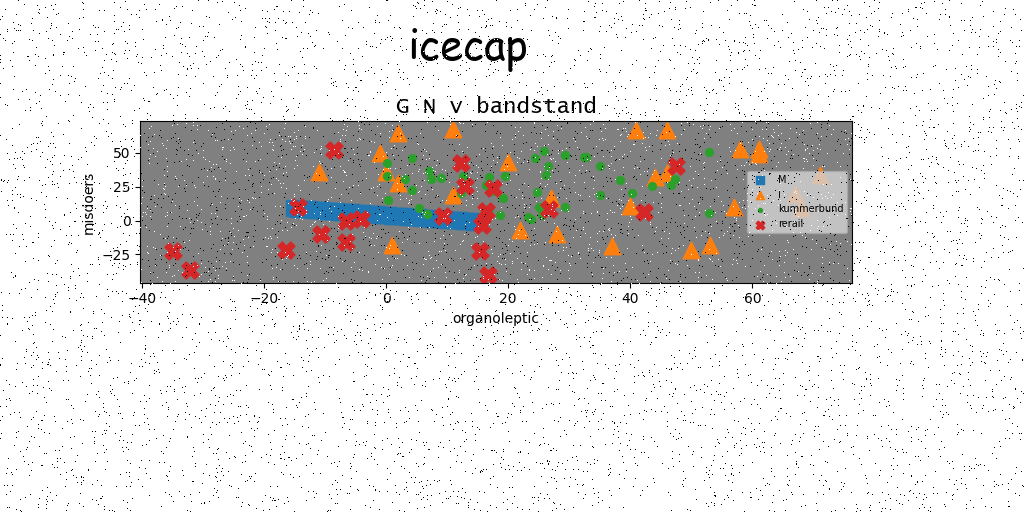 icecap
G N v bandstand
misdoers
50
25
0
−25
−40 −20 0 20 40 60
organoleptic
M
J
kummerbund
rerail